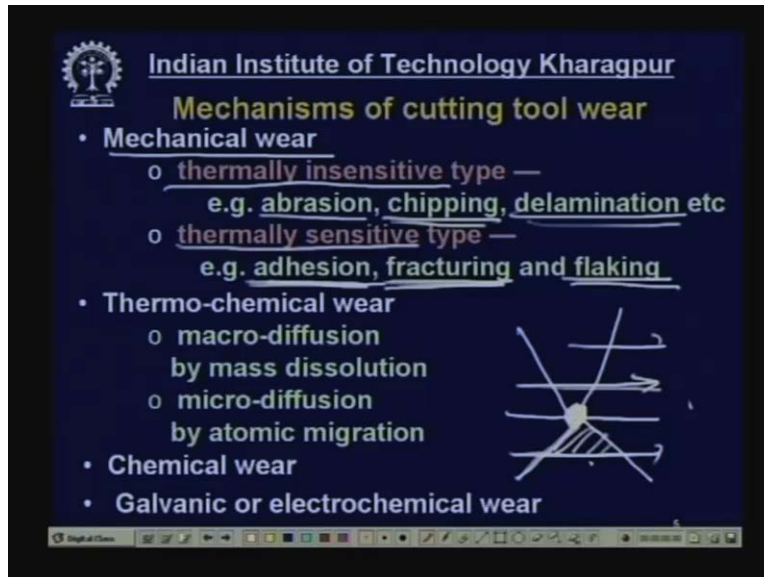 Indian Institute of Technology Kharagpur
Mechanisms of cutting tool wear
• Mechanical wear
o thermally insensitive type —
e.g. abrasion, chipping, delamination etc
o thermally sensitive type —
e.g. adhesion, fracturing and flaking
• Thermo-chemical wear
o macro-diffusion
by mass dissolution
o micro-diffusion
by atomic migration
• Chemical wear
• Galvanic or electrochemical wear